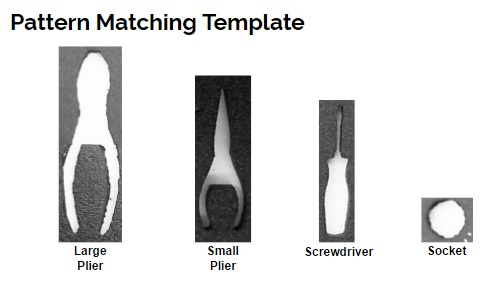 Pattern Matching Template
Large
Plier
Small
Plier
Screwdriver
Socket